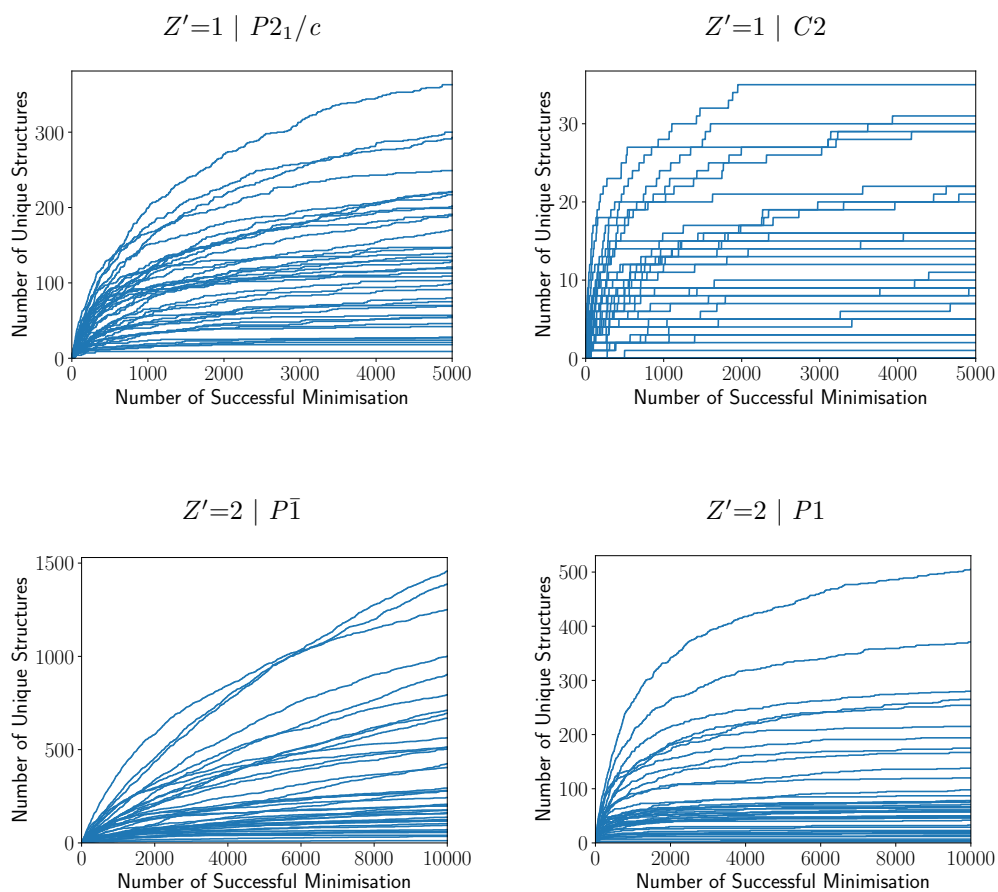 Z′=1 | P2₁/c
Z′=1 | C2
Number of Unique Structures
300
200
100
0
0 1000 2000 3000 4000 5000
Number of Successful Minimisation
Number of Unique Structures
30
20
10
0
0 1000 2000 3000 4000 5000
Number of Successful Minimisation
Z′=2 | P1̄
Z′=2 | P1
Number of Unique Structures
1500
1000
500
0
0 2000 4000 6000 8000 10000
Number of Successful Minimisation
Number of Unique Structures
500
400
300
200
100
0
0 2000 4000 6000 8000 10000
Number of Successful Minimisation